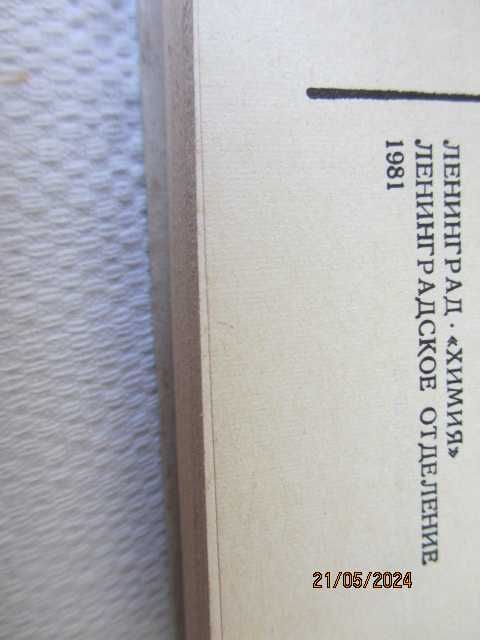 ЛЕНИНГРАД · «ХИМИЯ»
ЛЕНИНГРАДСКОЕ ОТДЕЛЕНИЕ
1981
21/05/2024